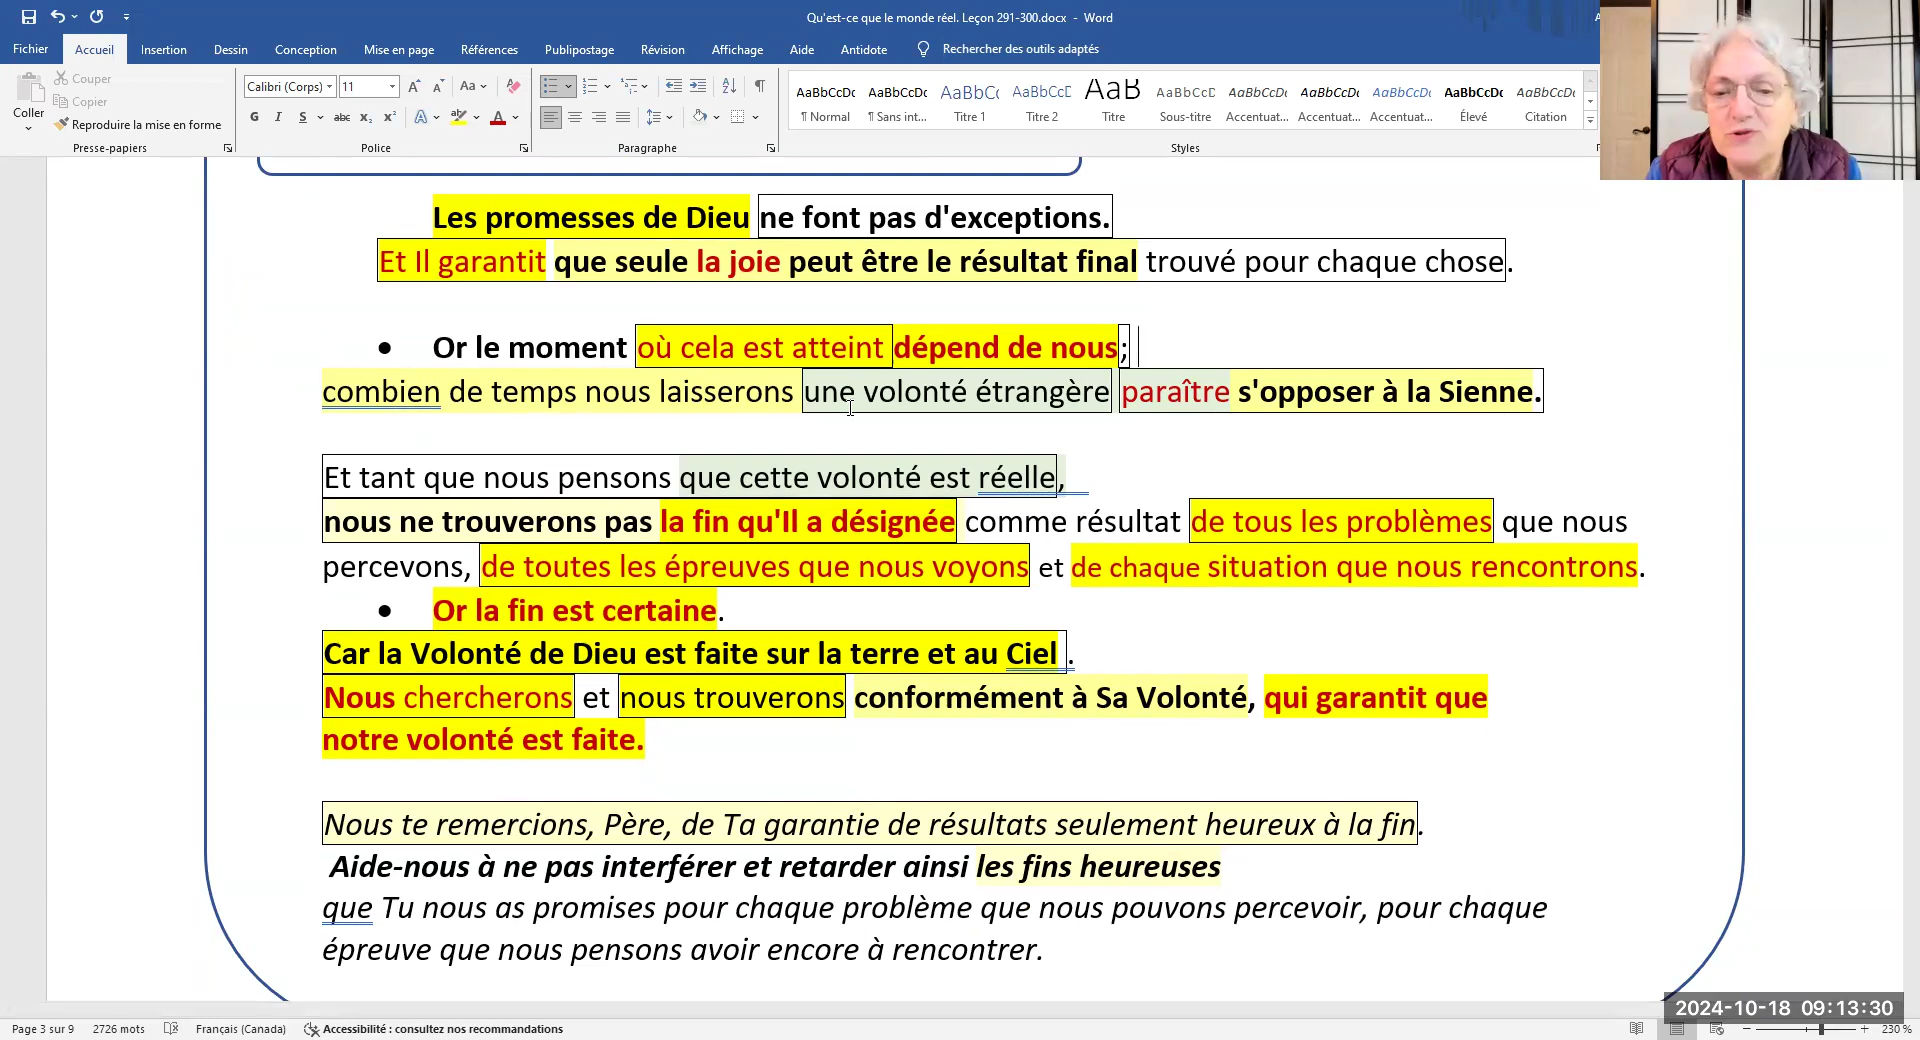 Qu'est-ce que le monde réel. Leçon 291-300.docx - Word
Fichier Accueil Insertion Dessin Conception Mise en page Références Publipostage Révision Affichage Aide Antidote Rechercher des outils adaptés
Coller
Couper
Copier
Reproduire la mise en forme
Presse-papiers
Calibri (Corps) 11
G I S abc
Police
Paragraphe
AaBbCcDc AaBbCcDc AaBbCc AaBbCcD AaB AaBbCcD AaBbCcDc AaBbCcDc AaBbCcDc AaBbCcDc AaBbCcDc
¶ Normal ¶ Sans int... Titre 1 Titre 2 Titre Sous-titre Accentuat... Accentuat... Accentuat... Élevé Citation
Styles
Les promesses de Dieu ne font pas d'exceptions.
Et Il garantit que seule la joie peut être le résultat final trouvé pour chaque chose.
• Or le moment où cela est atteint dépend de nous;
combien de temps nous laisserons une volonté étrangère paraître s'opposer à la Sienne.
Et tant que nous pensons que cette volonté est réelle,
nous ne trouverons pas la fin qu'Il a désignée comme résultat de tous les problèmes que nous
percevons, de toutes les épreuves que nous voyons et de chaque situation que nous rencontrons.
• Or la fin est certaine.
Car la Volonté de Dieu est faite sur la terre et au Ciel .
Nous chercherons et nous trouverons conformément à Sa Volonté, qui garantit que
notre volonté est faite.
Nous te remercions, Père, de Ta garantie de résultats seulement heureux à la fin.
Aide-nous à ne pas interférer et retarder ainsi les fins heureuses
que Tu nous as promises pour chaque problème que nous pouvons percevoir, pour chaque
épreuve que nous pensons avoir encore à rencontrer.
2024-10-18 09:13:30
Page 3 sur 9 2726 mots Français (Canada) Accessibilité : consultez nos recommandations 230 %